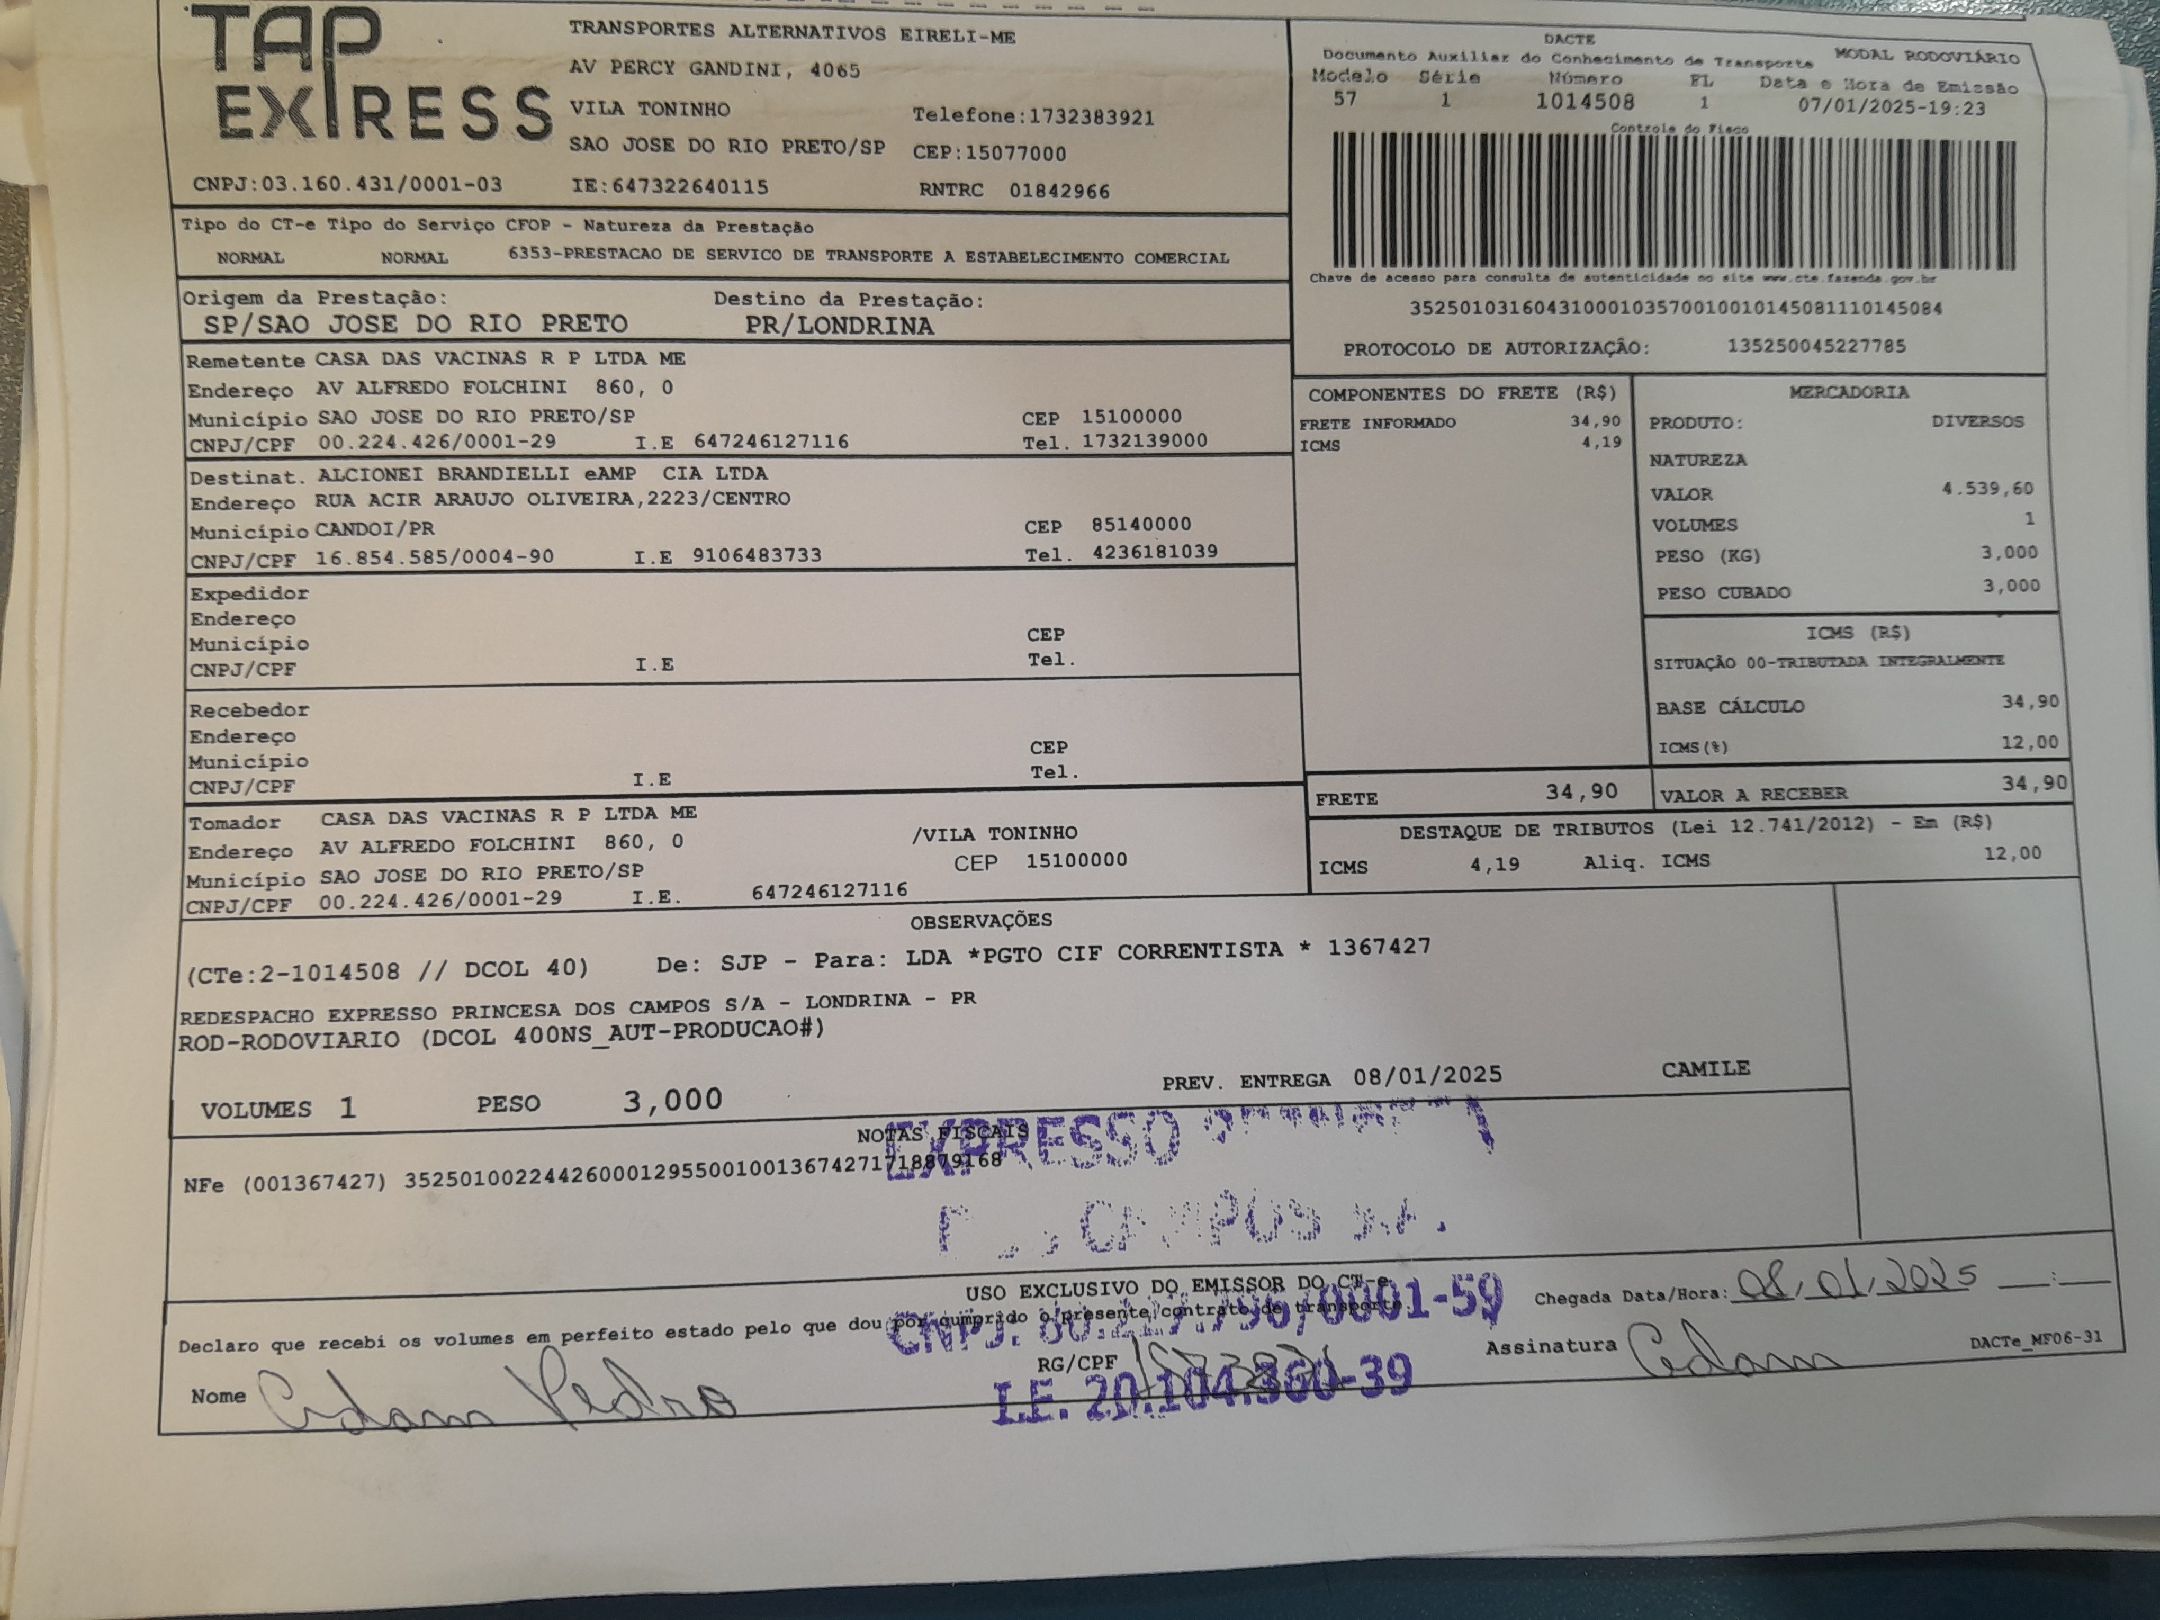 TAP
EXPRESS
TRANSPORTES ALTERNATIVOS EIRELI-ME
AV PERCY GANDINI, 4065
VILA TONINHO Telefone:1732383921
SAO JOSE DO RIO PRETO/SP CEP:15077000
CNPJ:03.160.431/0001-03 IE:647322640115 RNTRC 01842966
DACTE
Documento Auxiliar do Conhecimento de Transporte MODAL RODOVIÁRIO
Modelo Série Número FL Data e Hora de Emissão
57 1 1014508 1 07/01/2025-19:23
Controle do Fisco
Chave de acesso para consulta de autenticidade no site www.cte.fazenda.gov.br
35250103160431000103570010010145081110145084
PROTOCOLO DE AUTORIZAÇÃO: 135250045227785
Tipo do CT-e Tipo do Serviço CFOP - Natureza da Prestação
NORMAL NORMAL 6353-PRESTACAO DE SERVICO DE TRANSPORTE A ESTABELECIMENTO COMERCIAL
Origem da Prestação: Destino da Prestação:
SP/SAO JOSE DO RIO PRETO PR/LONDRINA
Remetente CASA DAS VACINAS R P LTDA ME
Endereço AV ALFREDO FOLCHINI 860, 0
Município SAO JOSE DO RIO PRETO/SP CEP 15100000
CNPJ/CPF 00.224.426/0001-29 I.E 647246127116 Tel. 1732139000
Destinat. ALCIONEI BRANDIELLI eAMP CIA LTDA
Endereço RUA ACIR ARAUJO OLIVEIRA,2223/CENTRO
Município CANDOI/PR CEP 85140000
CNPJ/CPF 16.854.585/0004-90 I.E 9106483733 Tel. 4236181039
Expedidor
Endereço
Município CEP
CNPJ/CPF I.E Tel.
Recebedor
Endereço
Município CEP
CNPJ/CPF I.E Tel.
Tomador CASA DAS VACINAS R P LTDA ME
Endereço AV ALFREDO FOLCHINI 860, 0 /VILA TONINHO
Município SAO JOSE DO RIO PRETO/SP CEP 15100000
CNPJ/CPF 00.224.426/0001-29 I.E. 647246127116
COMPONENTES DO FRETE (R$)
FRETE INFORMADO 34,90
ICMS 4,19
MERCADORIA
PRODUTO: DIVERSOS
NATUREZA
VALOR 4.539,60
VOLUMES 1
PESO (KG) 3,000
PESO CUBADO 3,000
ICMS (R$)
SITUAÇÃO 00-TRIBUTADA INTEGRALMENTE
BASE CÁLCULO 34,90
ICMS(%) 12,00
FRETE 34,90 VALOR A RECEBER 34,90
DESTAQUE DE TRIBUTOS (Lei 12.741/2012) - Em (R$)
ICMS 4,19 Aliq. ICMS 12,00
OBSERVAÇÕES
(CTe:2-1014508 // DCOL 40) De: SJP - Para: LDA *PGTO CIF CORRENTISTA * 1367427
REDESPACHO EXPRESSO PRINCESA DOS CAMPOS S/A - LONDRINA - PR
ROD-RODOVIARIO (DCOL 400NS_AUT-PRODUCAO#)
VOLUMES 1 PESO 3,000 PREV. ENTREGA 08/01/2025 CAMILE
NOTAS FISCAIS
NFe (001367427) 35250100224426000129550010013674271718879168
EXPRESSO
CAMPOS S.A.
USO EXCLUSIVO DO EMISSOR DO CT-e
Chegada Data/Hora: 08/01/2025 __:__
Declaro que recebi os volumes em perfeito estado pelo que dou por cumprido o presente contrato de transporte
RG/CPF
Assinatura Adam
DACTe_MF06-31
I.E. 20.104.360-39
Nome Adam Pedro